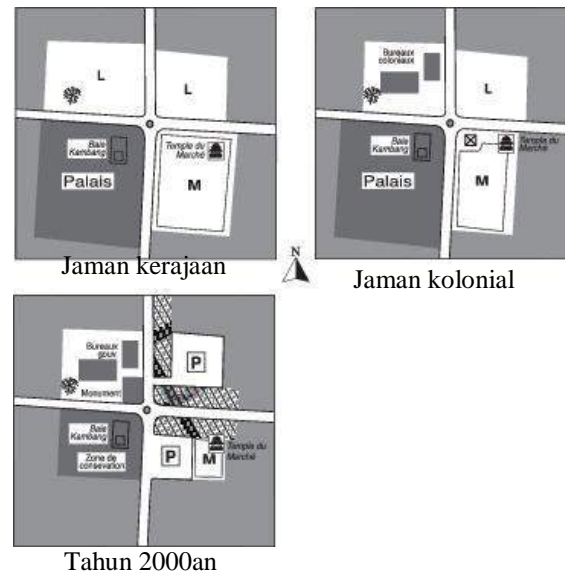 L
L
Bale
Kambang
Palais
Temple du
Marché
M
Jaman kerajaan
Bureaux
coloniaux
L
Bale
Kambang
Palais
Temple du
Marché
M
Jaman kolonial
N
Bureaux
gouv
Monument
P
Bale
Kambang
Zone de
consevation
P
M
Temple du
Marché
Tahun 2000an